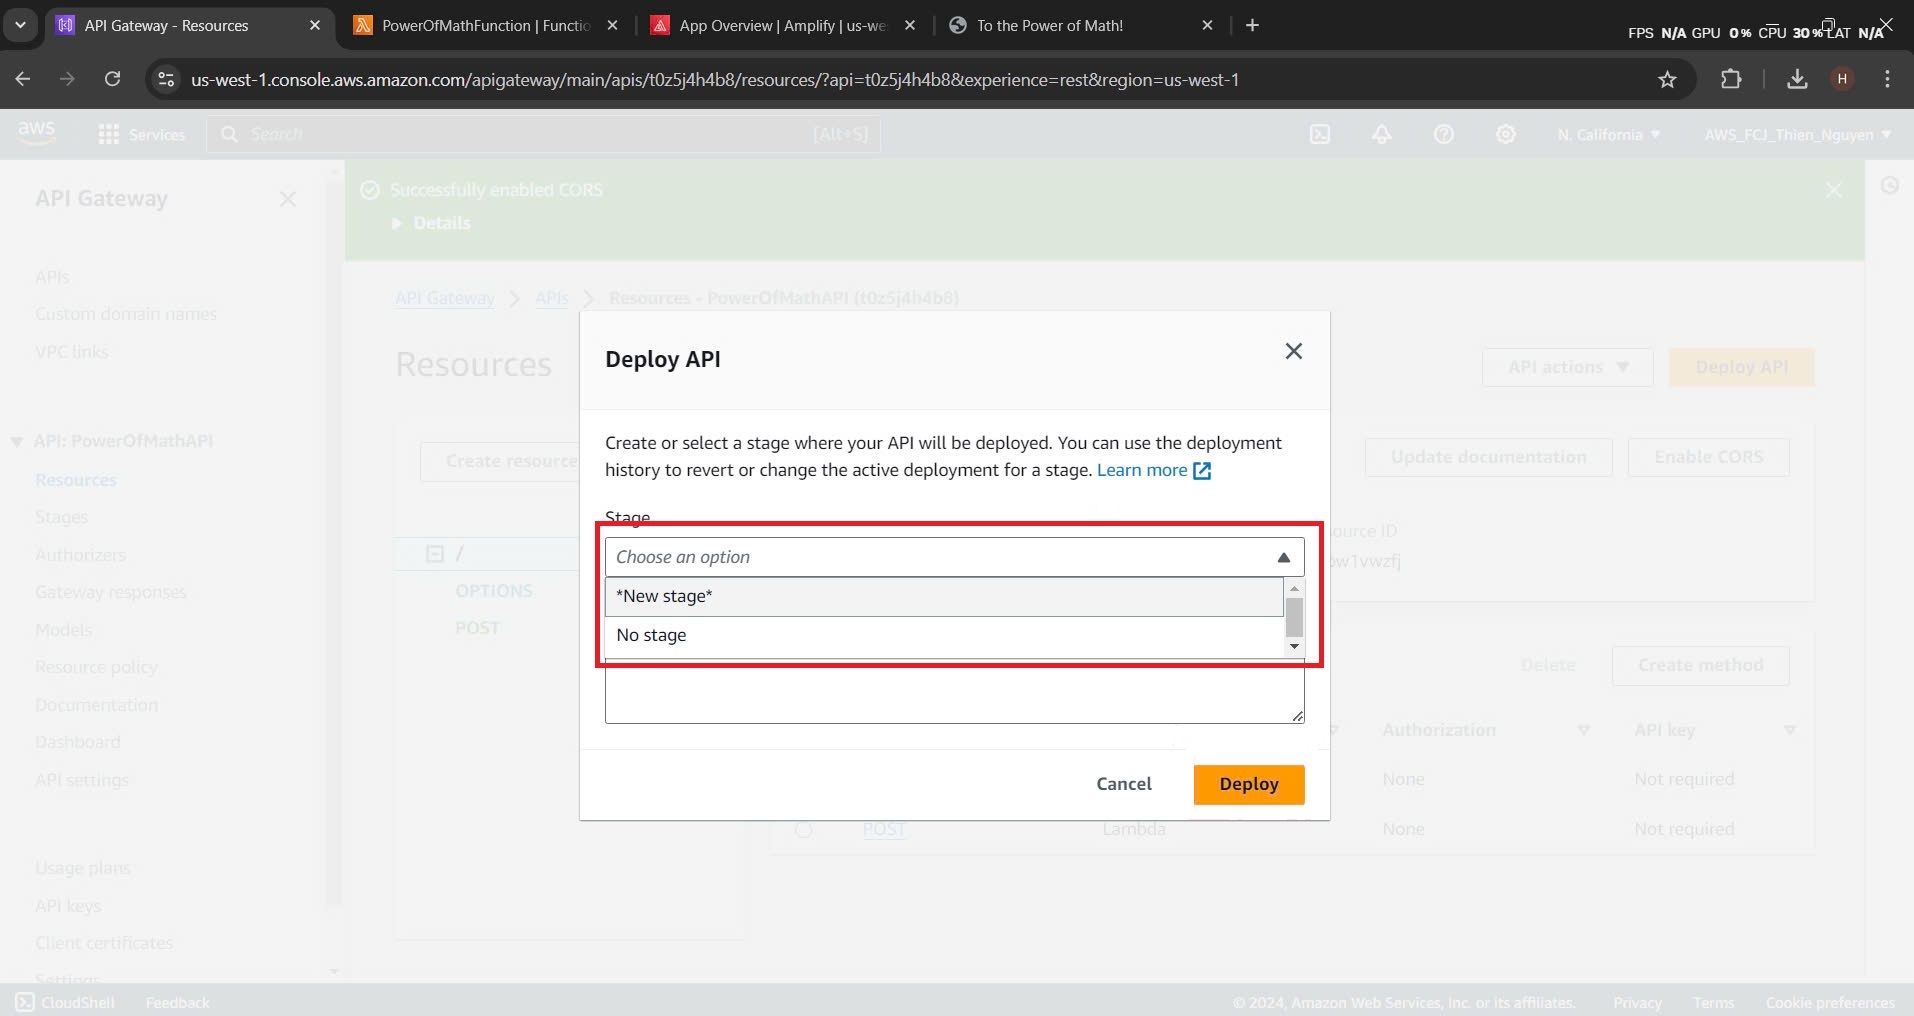 API Gateway - Resources
PowerOfMathFunction | Functio
App Overview | Amplify | us-we
To the Power of Math!
FPS N/A GPU 0% CPU 30% LAT N/A
us-west-1.console.aws.amazon.com/apigateway/main/apis/t0z5j4h4b8/resources/?api=t0z5j4h4b8&experience=rest&region=us-west-1
H
aws
Services
Search
[Alt+S]
N. California
AWS_FCJ_Thien_Nguyen
API Gateway
Successfully enabled CORS
Details
APIs
Custom domain names
VPC links
API: PowerOfMathAPI
Resources
Stages
Authorizers
Gateway responses
Models
Resource policy
Documentation
Dashboard
API settings
Usage plans
API keys
Client certificates
Settings
API Gateway > APIs > Resources - PowerOfMathAPI (t0z5j4h4b8)
Resources
API actions
Deploy API
Create resource
Update documentation
Enable CORS
/
OPTIONS
POST
Deploy API
Create or select a stage where your API will be deployed. You can use the deployment
history to revert or change the active deployment for a stage. Learn more
Stage
Choose an option
*New stage*
No stage
Cancel
Deploy
Delete
Create method
Authorization
API key
None
Not required
POST
Lambda
None
Not required
CloudShell
Feedback
© 2024, Amazon Web Services, Inc. or its affiliates.
Privacy
Terms
Cookie preferences